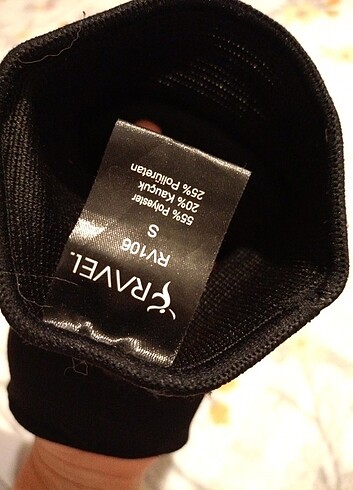 RAVEL
RV106
S
55% Polyester
20% Kauçuk
25% Poliüretan